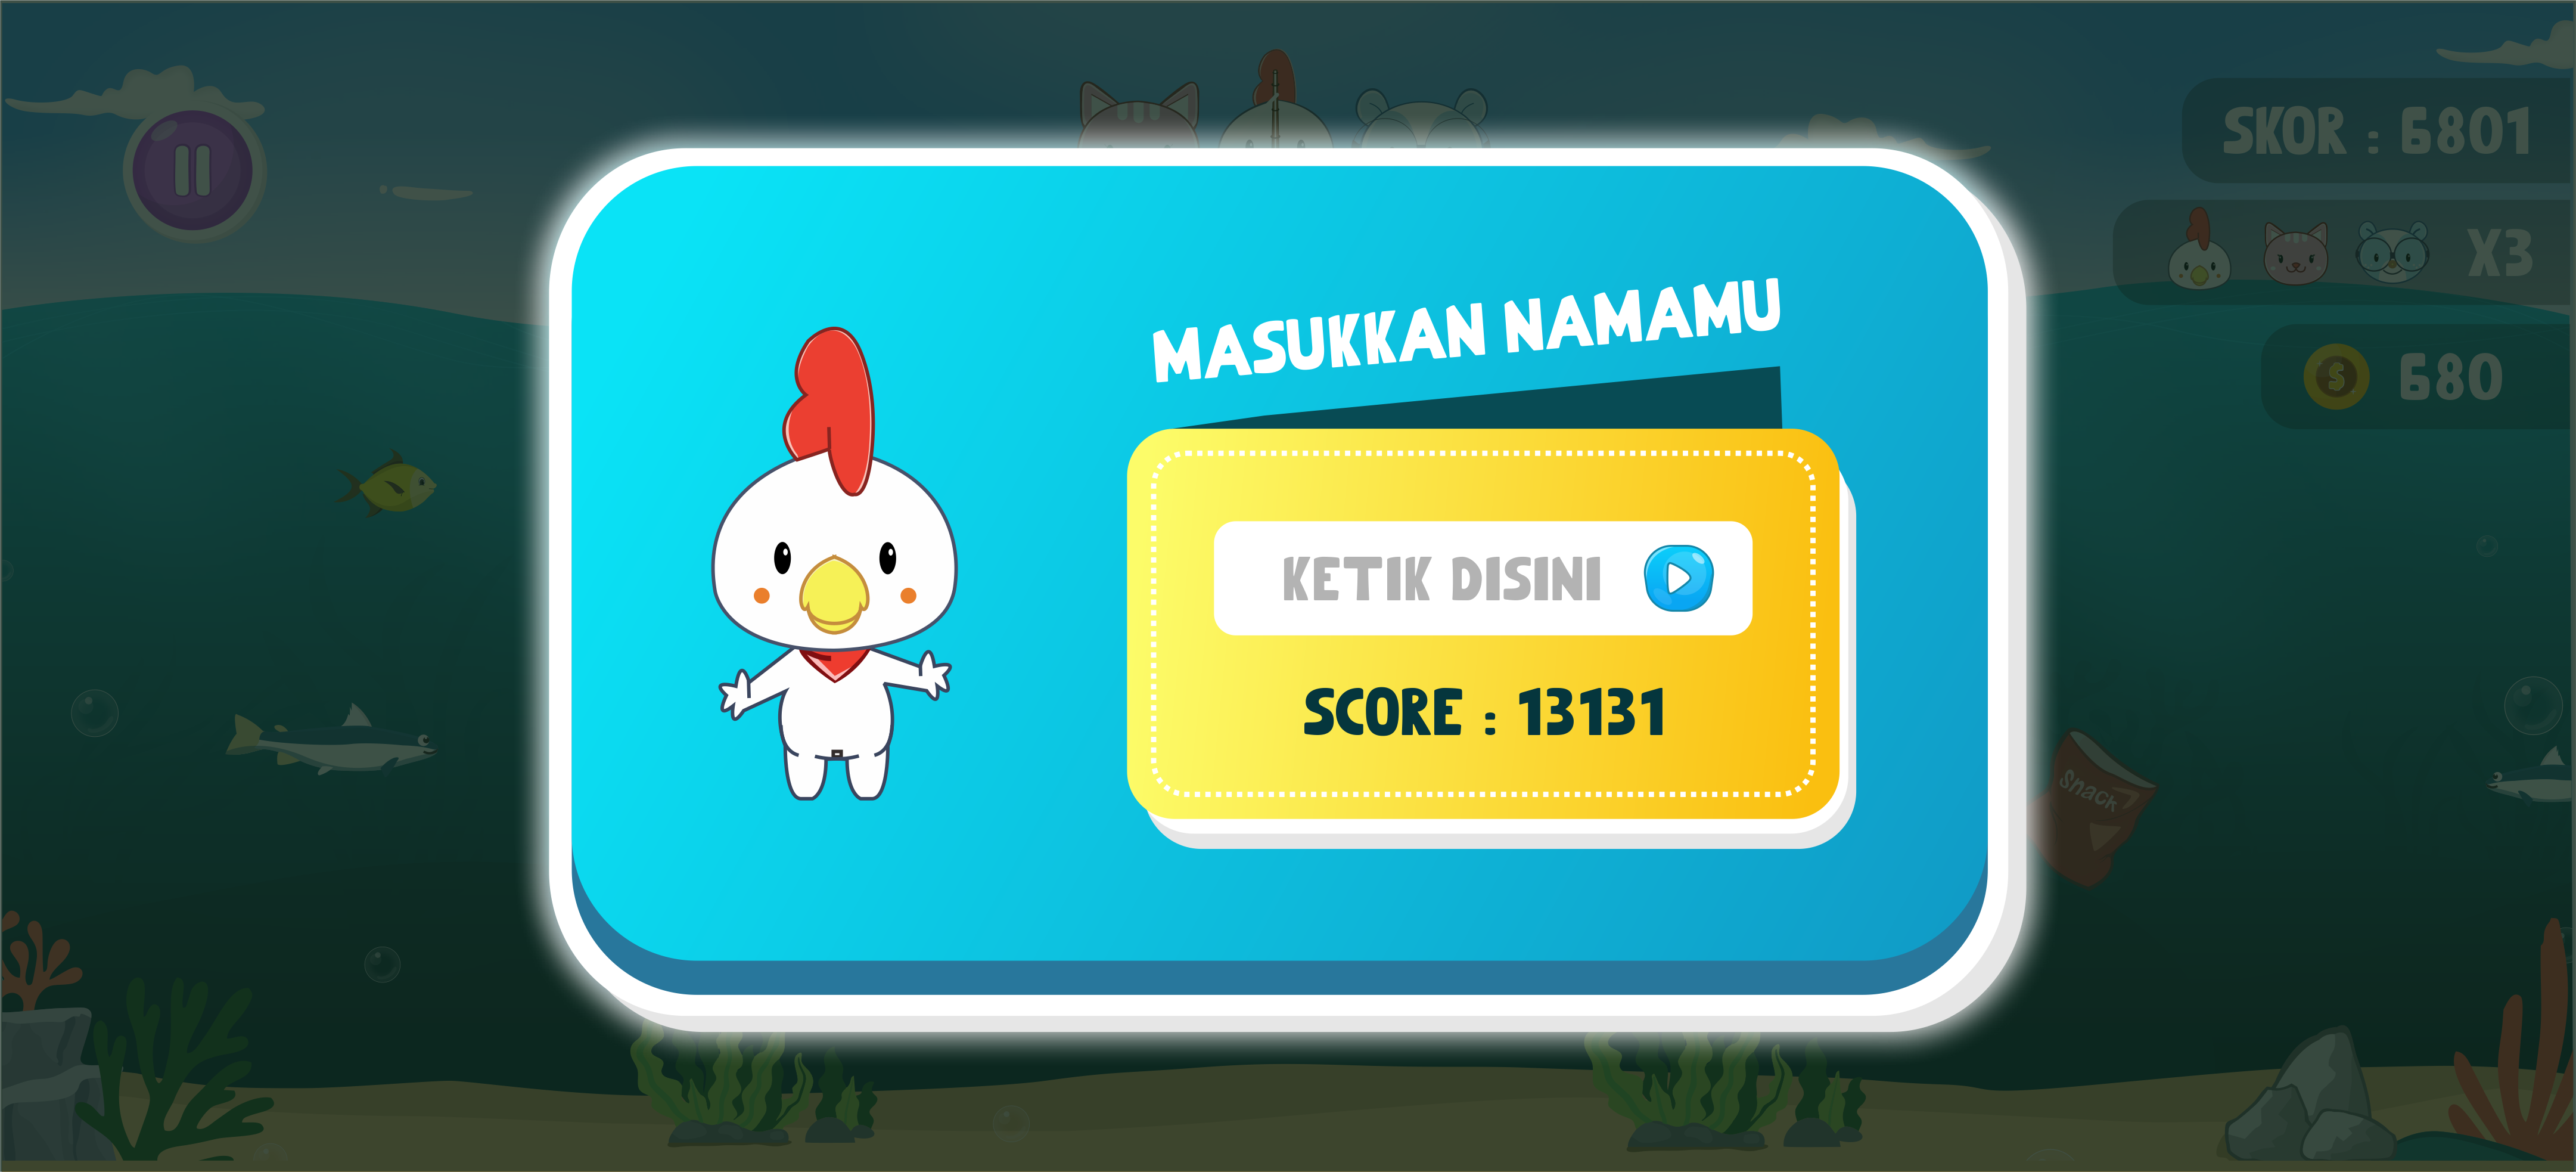 SKOR : 6801
X3
680
MASUKKAN NAMAMU
KETIK DISINI
SCORE : 13131
snack